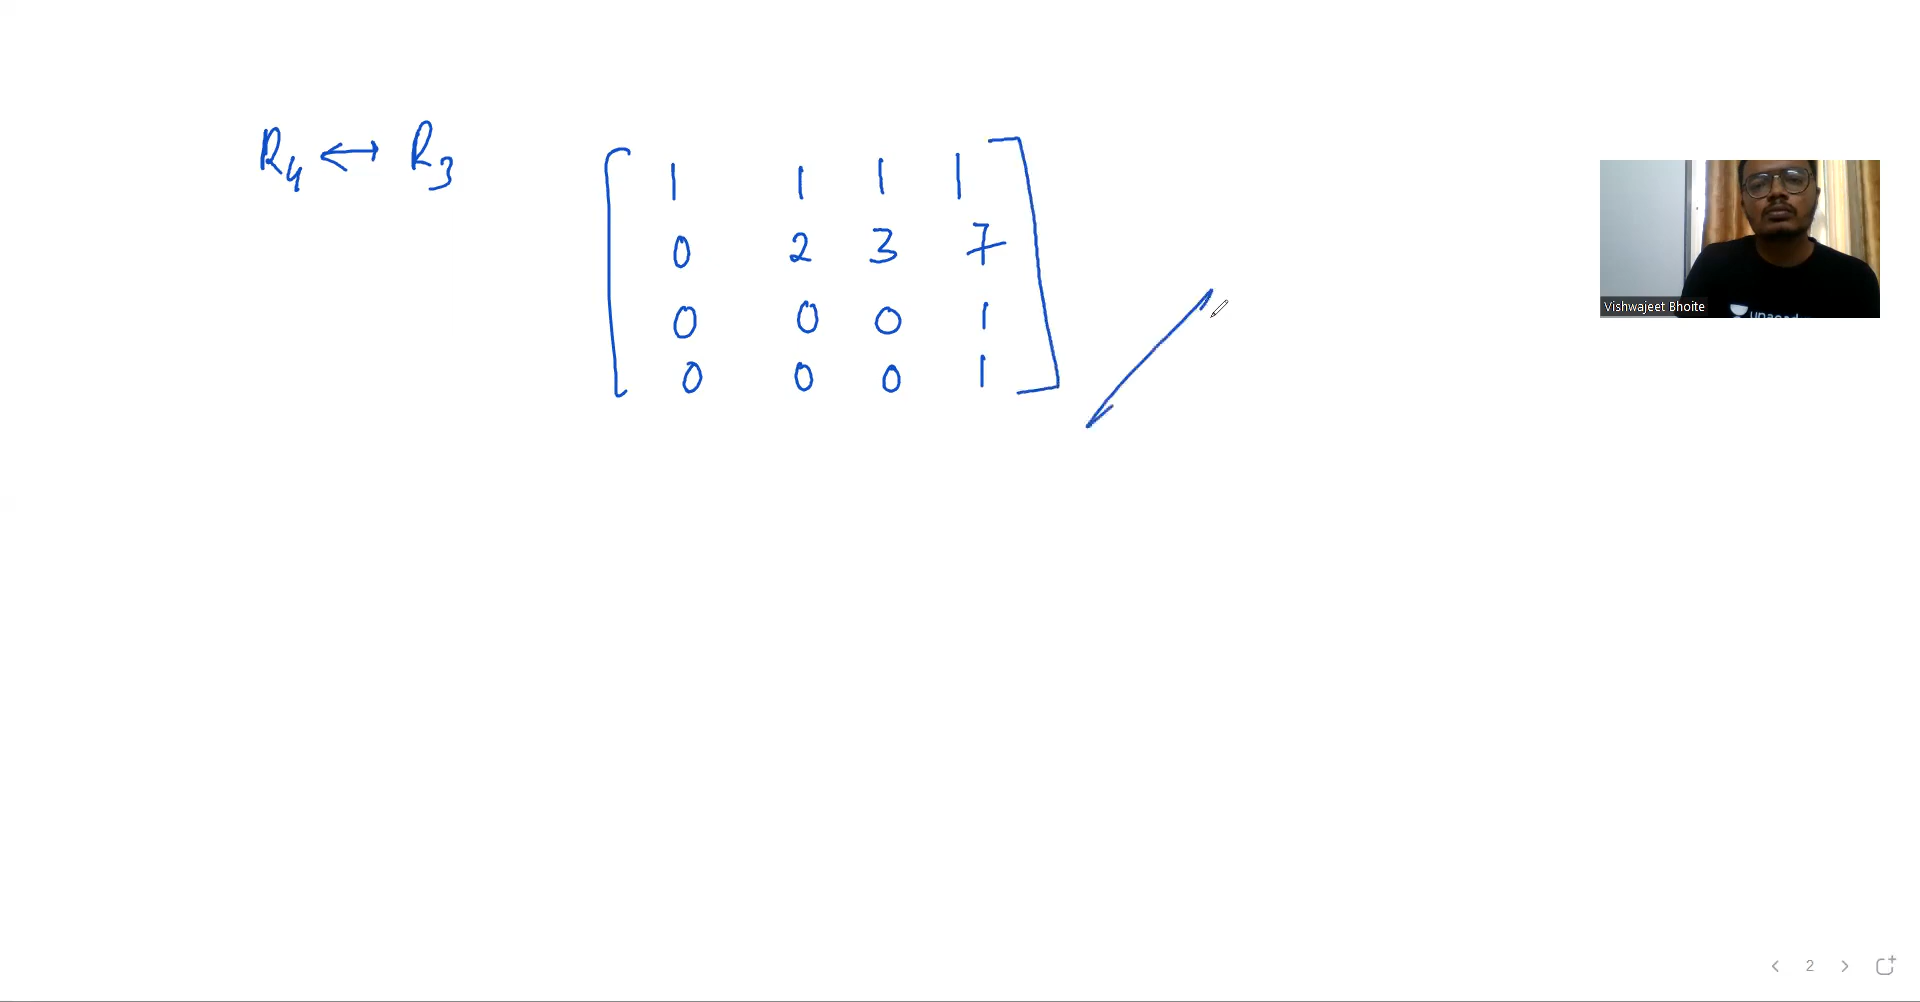 R₄ ↔ R₃
1 1 1 1
0 2 3 7
0 0 0 1
0 0 0 1
Vishwajeet Bhoite
2